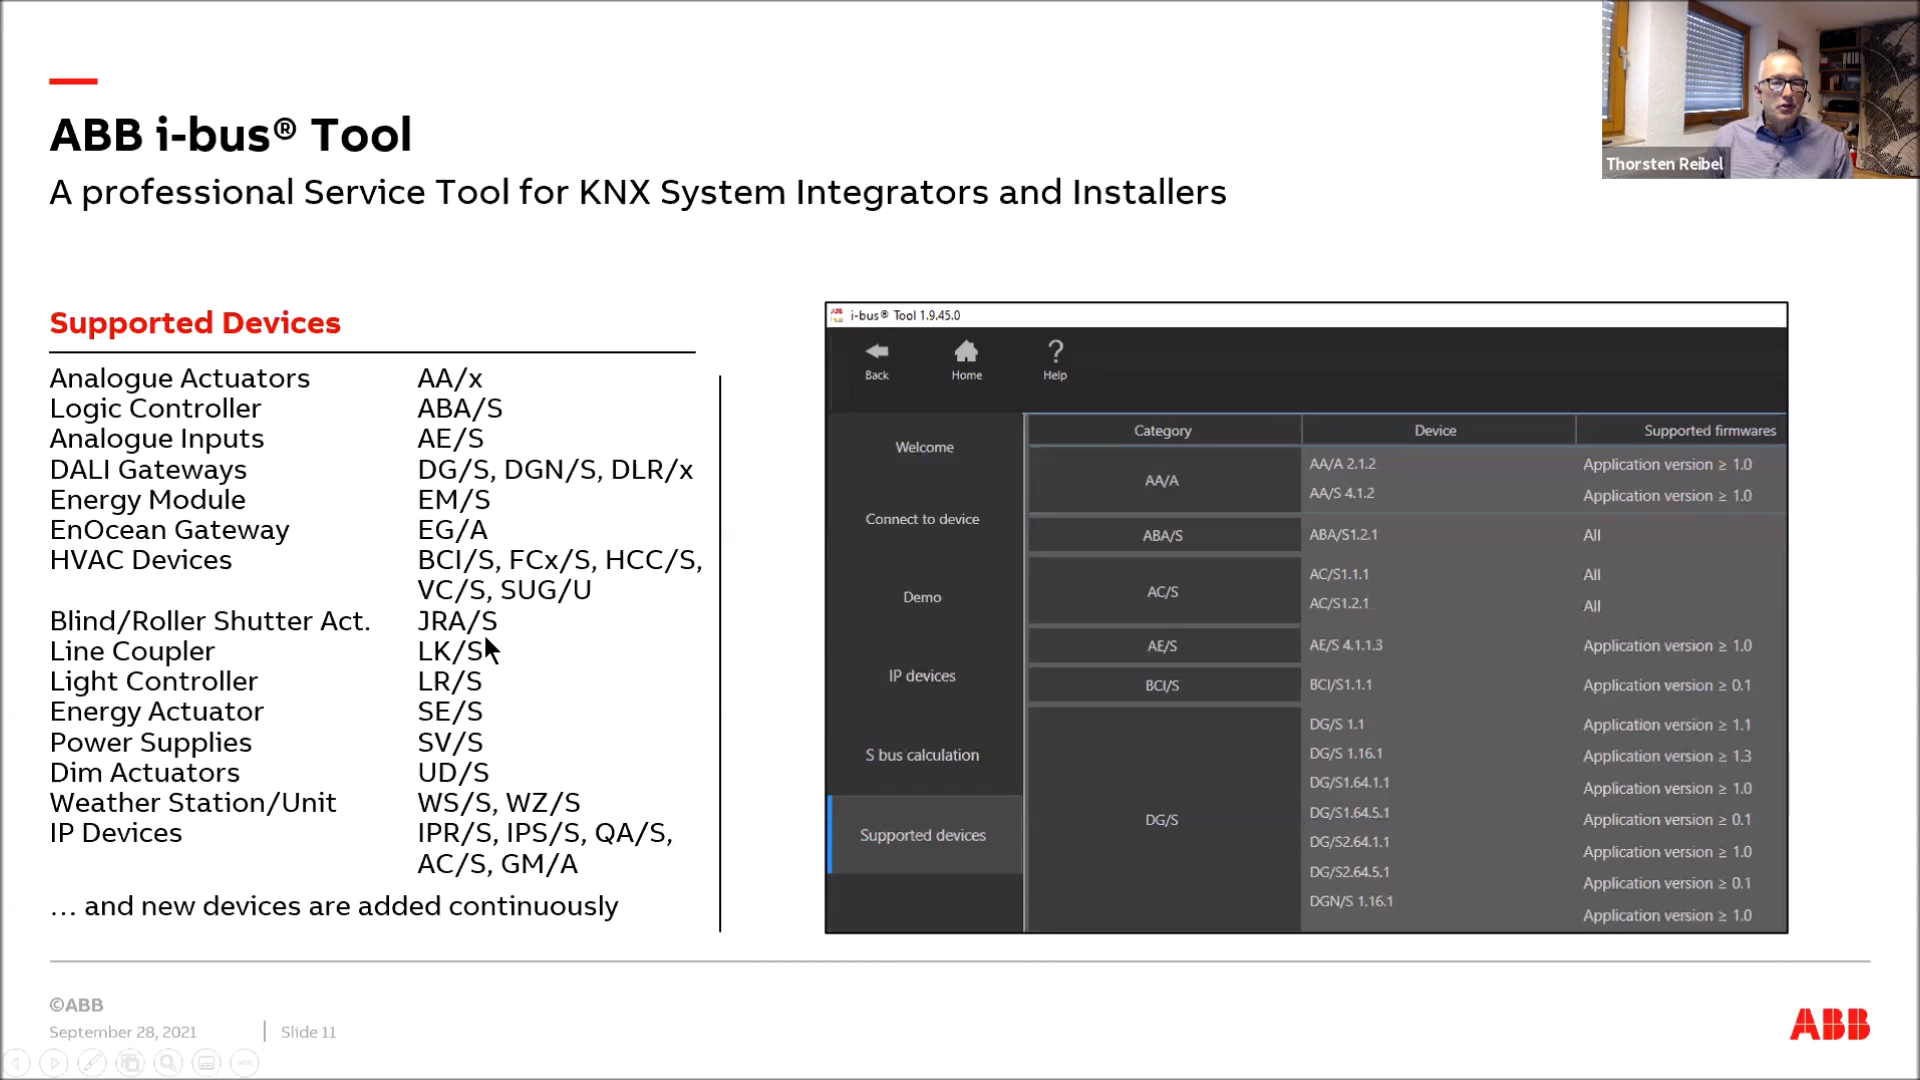 Thorsten Reibel
ABB i-bus® Tool
A professional Service Tool for KNX System Integrators and Installers
Supported Devices
Analogue Actuators AA/x
Logic Controller ABA/S
Analogue Inputs AE/S
DALI Gateways DG/S, DGN/S, DLR/x
Energy Module EM/S
EnOcean Gateway EG/A
HVAC Devices BCI/S, FCx/S, HCC/S,
VC/S, SUG/U
Blind/Roller Shutter Act. JRA/S
Line Coupler LK/S
Light Controller LR/S
Energy Actuator SE/S
Power Supplies SV/S
Dim Actuators UD/S
Weather Station/Unit WS/S, WZ/S
IP Devices IPR/S, IPS/S, QA/S,
AC/S, GM/A
... and new devices are added continuously
i-bus® Tool 1.9.45.0
Back Home Help
Welcome
Connect to device
Demo
IP devices
S bus calculation
Supported devices
Category Device Supported firmwares
AA/A
AA/A 2.1.2 Application version ≥ 1.0
AA/S 4.1.2 Application version ≥ 1.0
ABA/S ABA/S1.2.1 All
AC/S
AC/S1.1.1 All
AC/S1.2.1 All
AE/S AE/S 4.1.1.3 Application version ≥ 1.0
BCI/S BCI/S1.1.1 Application version ≥ 0.1
DG/S
DG/S 1.1 Application version ≥ 1.1
DG/S 1.16.1 Application version ≥ 1.3
DG/S1.64.1.1 Application version ≥ 1.0
DG/S1.64.5.1 Application version ≥ 0.1
DG/S2.64.1.1 Application version ≥ 1.0
DG/S2.64.5.1 Application version ≥ 0.1
DGN/S 1.16.1 Application version ≥ 1.0
©ABB
September 28, 2021 Slide 11
ABB